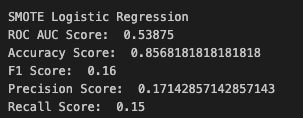 SMOTE Logistic Regression
ROC AUC Score:  0.53875
Accuracy Score:  0.8568181818181818
F1 Score:  0.16
Precision Score:  0.17142857142857143
Recall Score:  0.15